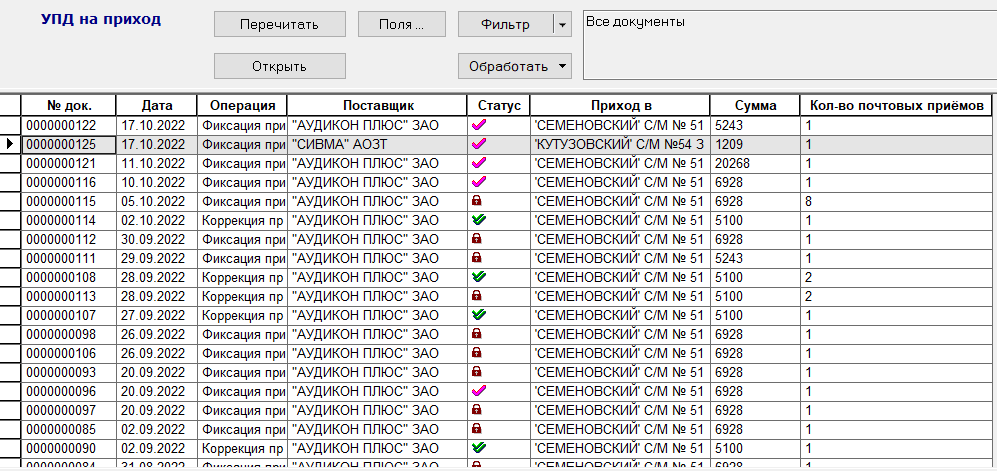 УПД на приход
Перечитать Поля ... Фильтр Все документы
Открыть Обработать
№ док. Дата Операция Поставщик Статус Приход в Сумма Кол-во почтовых приёмов
0000000122 17.10.2022 Фиксация при "АУДИКОН ПЛЮС" ЗАО 'СЕМЕНОВСКИЙ' С/М № 51 5243 1
0000000125 17.10.2022 Фиксация при "СИВМА" АОЗТ 'КУТУЗОВСКИЙ' С/М №54 З 1209 1
0000000121 11.10.2022 Фиксация при "АУДИКОН ПЛЮС" ЗАО 'СЕМЕНОВСКИЙ' С/М № 51 20268 1
0000000116 10.10.2022 Фиксация при "АУДИКОН ПЛЮС" ЗАО 'СЕМЕНОВСКИЙ' С/М № 51 6928 1
0000000115 05.10.2022 Фиксация при "АУДИКОН ПЛЮС" ЗАО 'СЕМЕНОВСКИЙ' С/М № 51 6928 8
0000000114 02.10.2022 Коррекция пр "АУДИКОН ПЛЮС" ЗАО 'СЕМЕНОВСКИЙ' С/М № 51 5100 1
0000000112 30.09.2022 Фиксация при "АУДИКОН ПЛЮС" ЗАО 'СЕМЕНОВСКИЙ' С/М № 51 6928 1
0000000111 29.09.2022 Фиксация при "АУДИКОН ПЛЮС" ЗАО 'СЕМЕНОВСКИЙ' С/М № 51 5243 1
0000000108 28.09.2022 Коррекция пр "АУДИКОН ПЛЮС" ЗАО 'СЕМЕНОВСКИЙ' С/М № 51 5100 2
0000000113 28.09.2022 Коррекция пр "АУДИКОН ПЛЮС" ЗАО 'СЕМЕНОВСКИЙ' С/М № 51 5100 2
0000000107 27.09.2022 Коррекция пр "АУДИКОН ПЛЮС" ЗАО 'СЕМЕНОВСКИЙ' С/М № 51 5100 1
0000000098 26.09.2022 Фиксация при "АУДИКОН ПЛЮС" ЗАО 'СЕМЕНОВСКИЙ' С/М № 51 6928 1
0000000106 26.09.2022 Фиксация при "АУДИКОН ПЛЮС" ЗАО 'СЕМЕНОВСКИЙ' С/М № 51 6928 1
0000000093 20.09.2022 Фиксация при "АУДИКОН ПЛЮС" ЗАО 'СЕМЕНОВСКИЙ' С/М № 51 6928 1
0000000096 20.09.2022 Фиксация при "АУДИКОН ПЛЮС" ЗАО 'СЕМЕНОВСКИЙ' С/М № 51 6928 1
0000000097 20.09.2022 Фиксация при "АУДИКОН ПЛЮС" ЗАО 'СЕМЕНОВСКИЙ' С/М № 51 6928 1
0000000085 02.09.2022 Фиксация при "АУДИКОН ПЛЮС" ЗАО 'СЕМЕНОВСКИЙ' С/М № 51 6928 1
0000000090 02.09.2022 Коррекция пр "АУДИКОН ПЛЮС" ЗАО 'СЕМЕНОВСКИЙ' С/М № 51 5100 1
0000000084 31.08.2022 Фиксация при "АУДИКОН ПЛЮС" ЗАО 'СЕМЕНОВСКИЙ' С/М № 51 6928 1